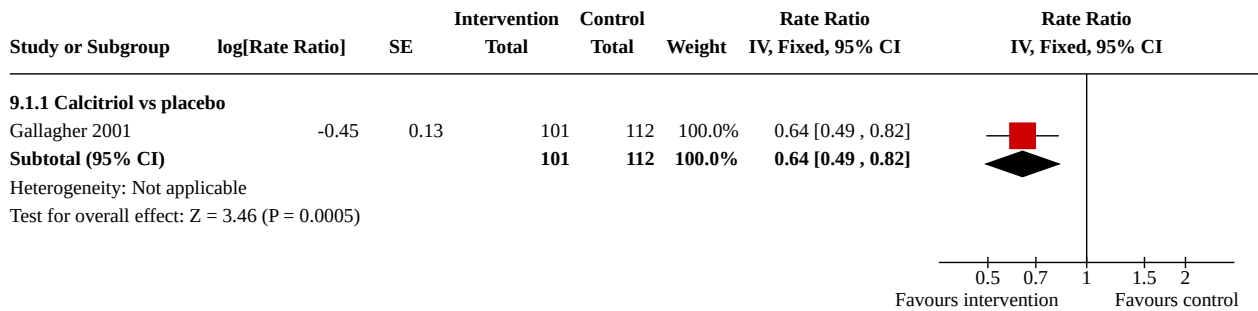 Intervention Control Rate Ratio Rate Ratio
Study or Subgroup log[Rate Ratio] SE Total Total Weight IV, Fixed, 95% CI IV, Fixed, 95% CI
9.1.1 Calcitriol vs placebo
Gallagher 2001 -0.45 0.13 101 112 100.0% 0.64 [0.49 , 0.82]
Subtotal (95% CI) 101 112 100.0% 0.64 [0.49 , 0.82]
Heterogeneity: Not applicable
Test for overall effect: Z = 3.46 (P = 0.0005)
0.5 0.7 1 1.5 2
Favours intervention Favours control